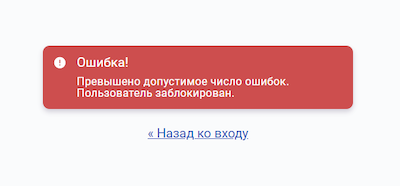 Ошибка!
Превышено допустимое число ошибок.
Пользователь заблокирован.
« Назад ко входу